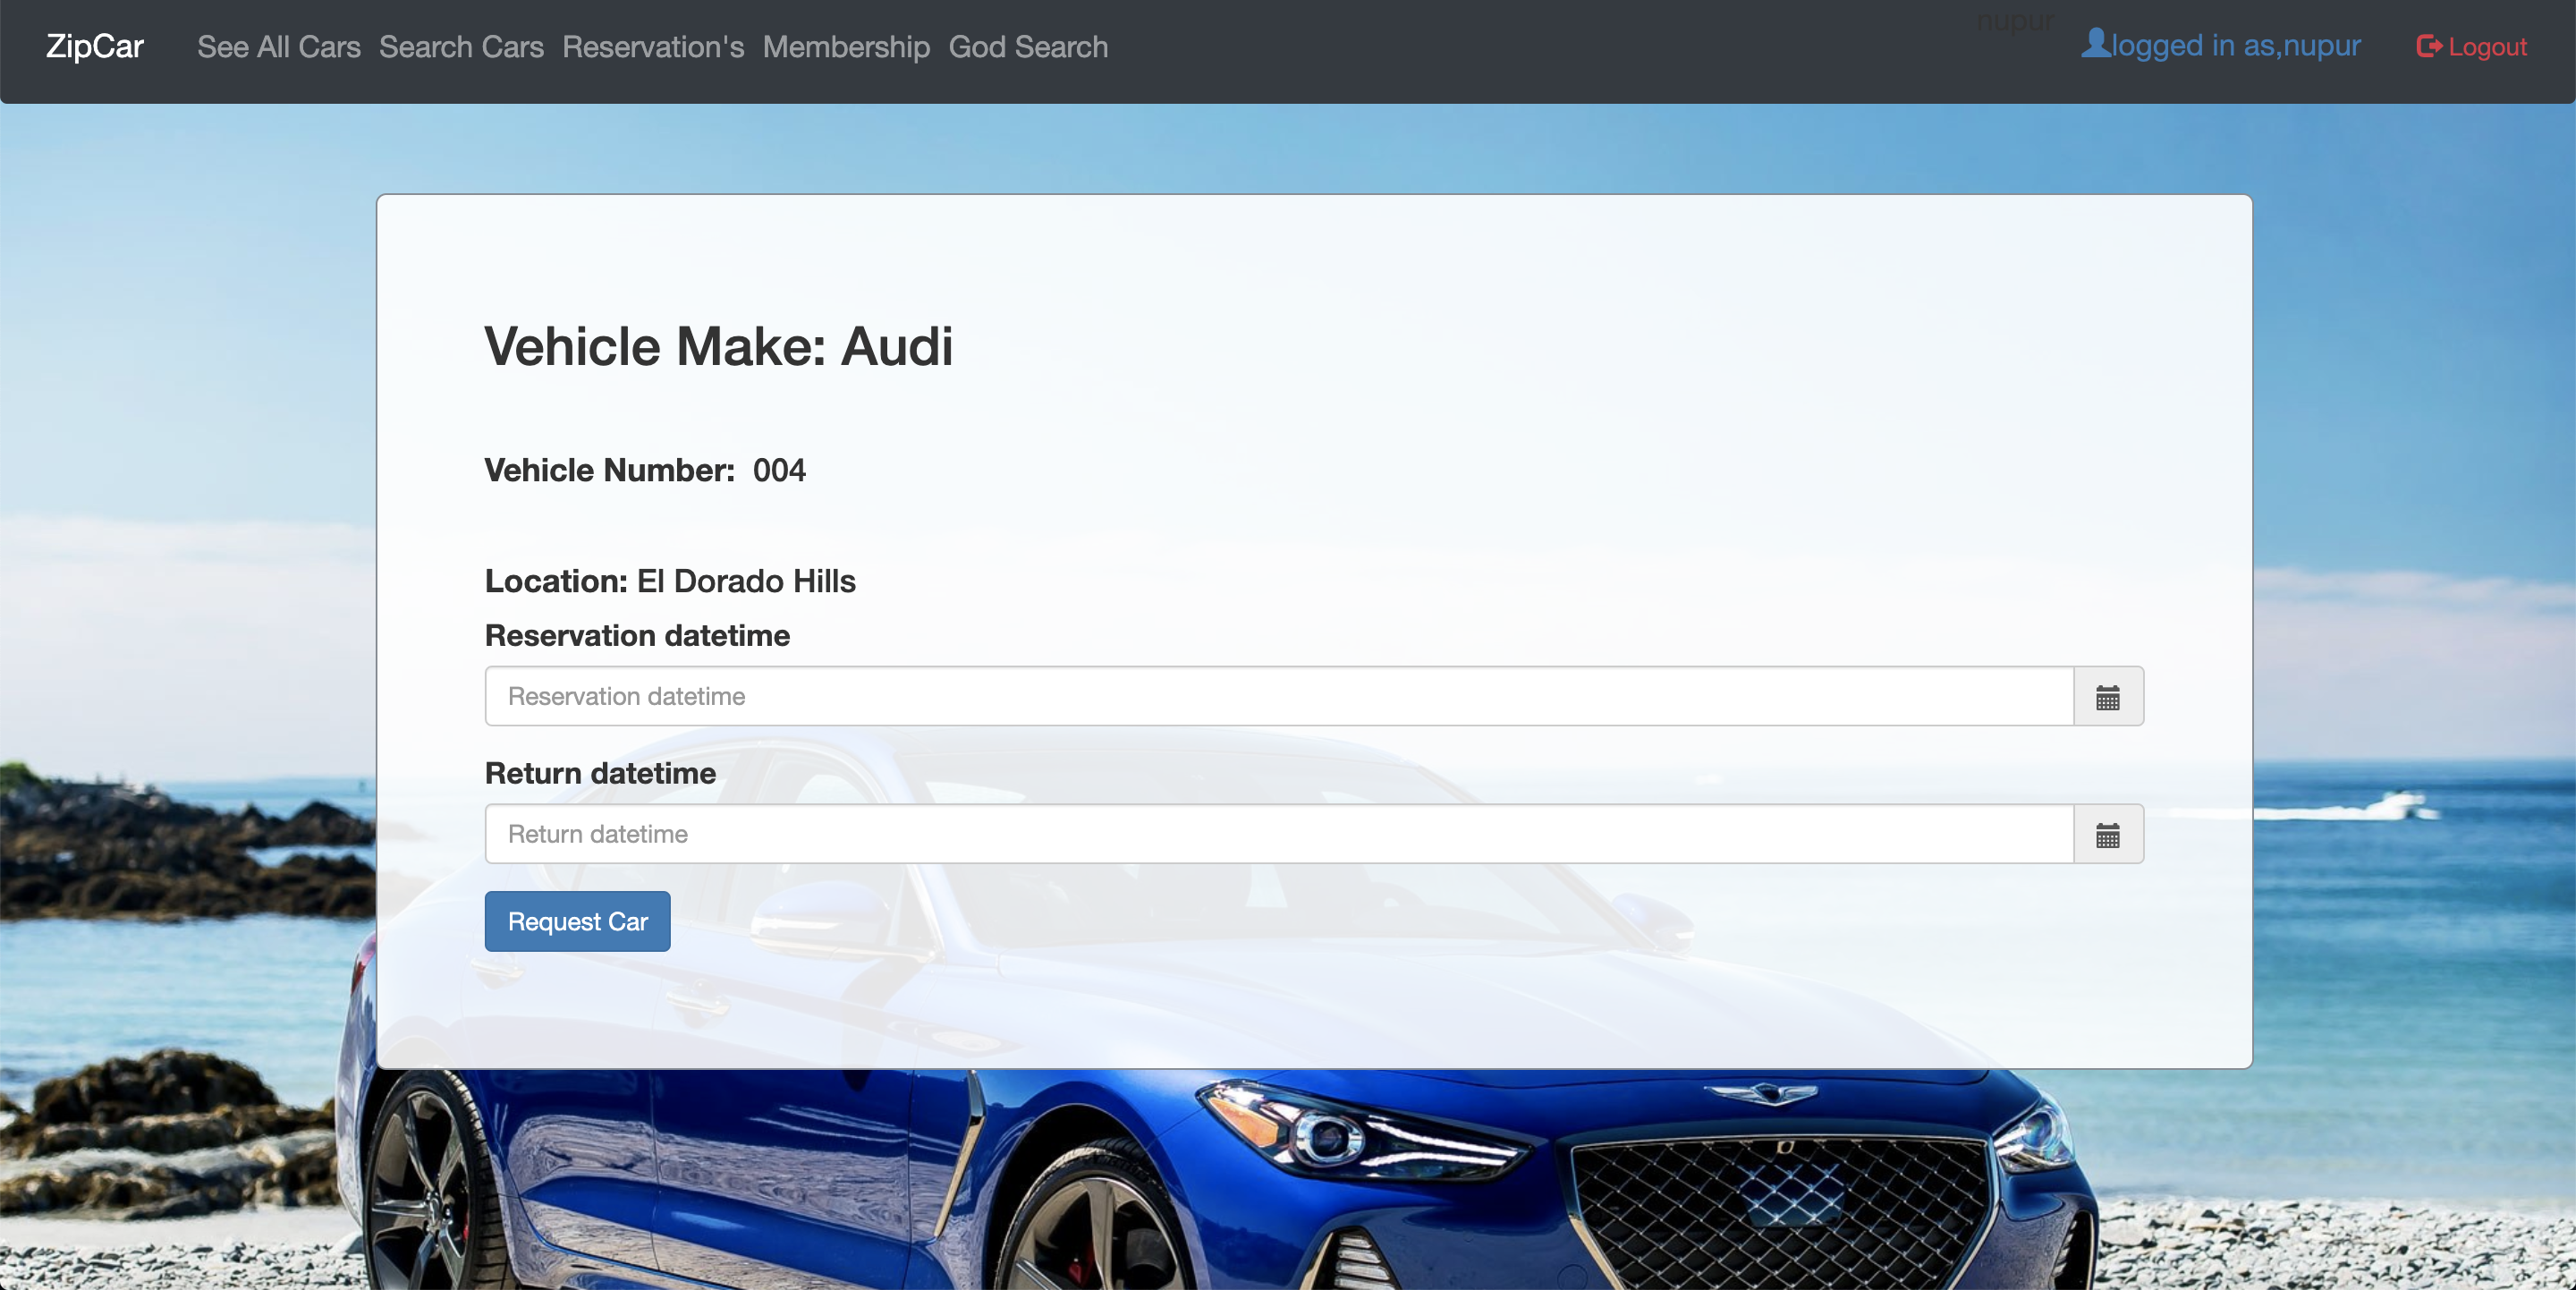 nupur
ZipCar See All Cars Search Cars Reservation's Membership God Search logged in as,nupur Logout
Vehicle Make: Audi
Vehicle Number: 004
Location: El Dorado Hills
Reservation datetime
Reservation datetime
Return datetime
Return datetime
Request Car